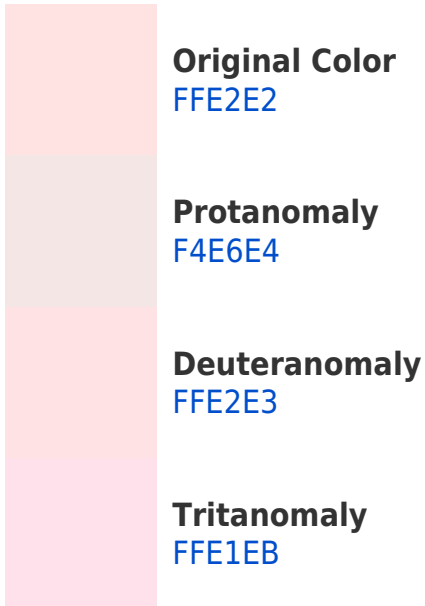 Original Color
FFE2E2
Protanomaly
F4E6E4
Deuteranomaly
FFE2E3
Tritanomaly
FFE1EB